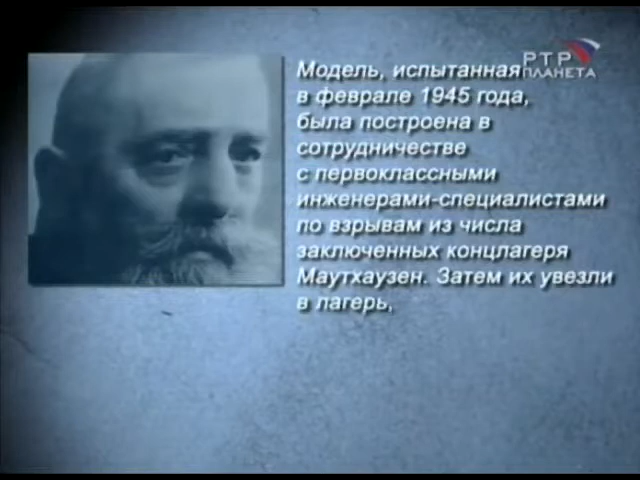 РТР
ПЛАНЕТА
Модель, испытанная
в феврале 1945 года,
была построена в
сотрудничестве
с первоклассными
инженерами-специалистами
по взрывам из числа
заключенных концлагеря
Маутхаузен. Затем их увезли
в лагерь,